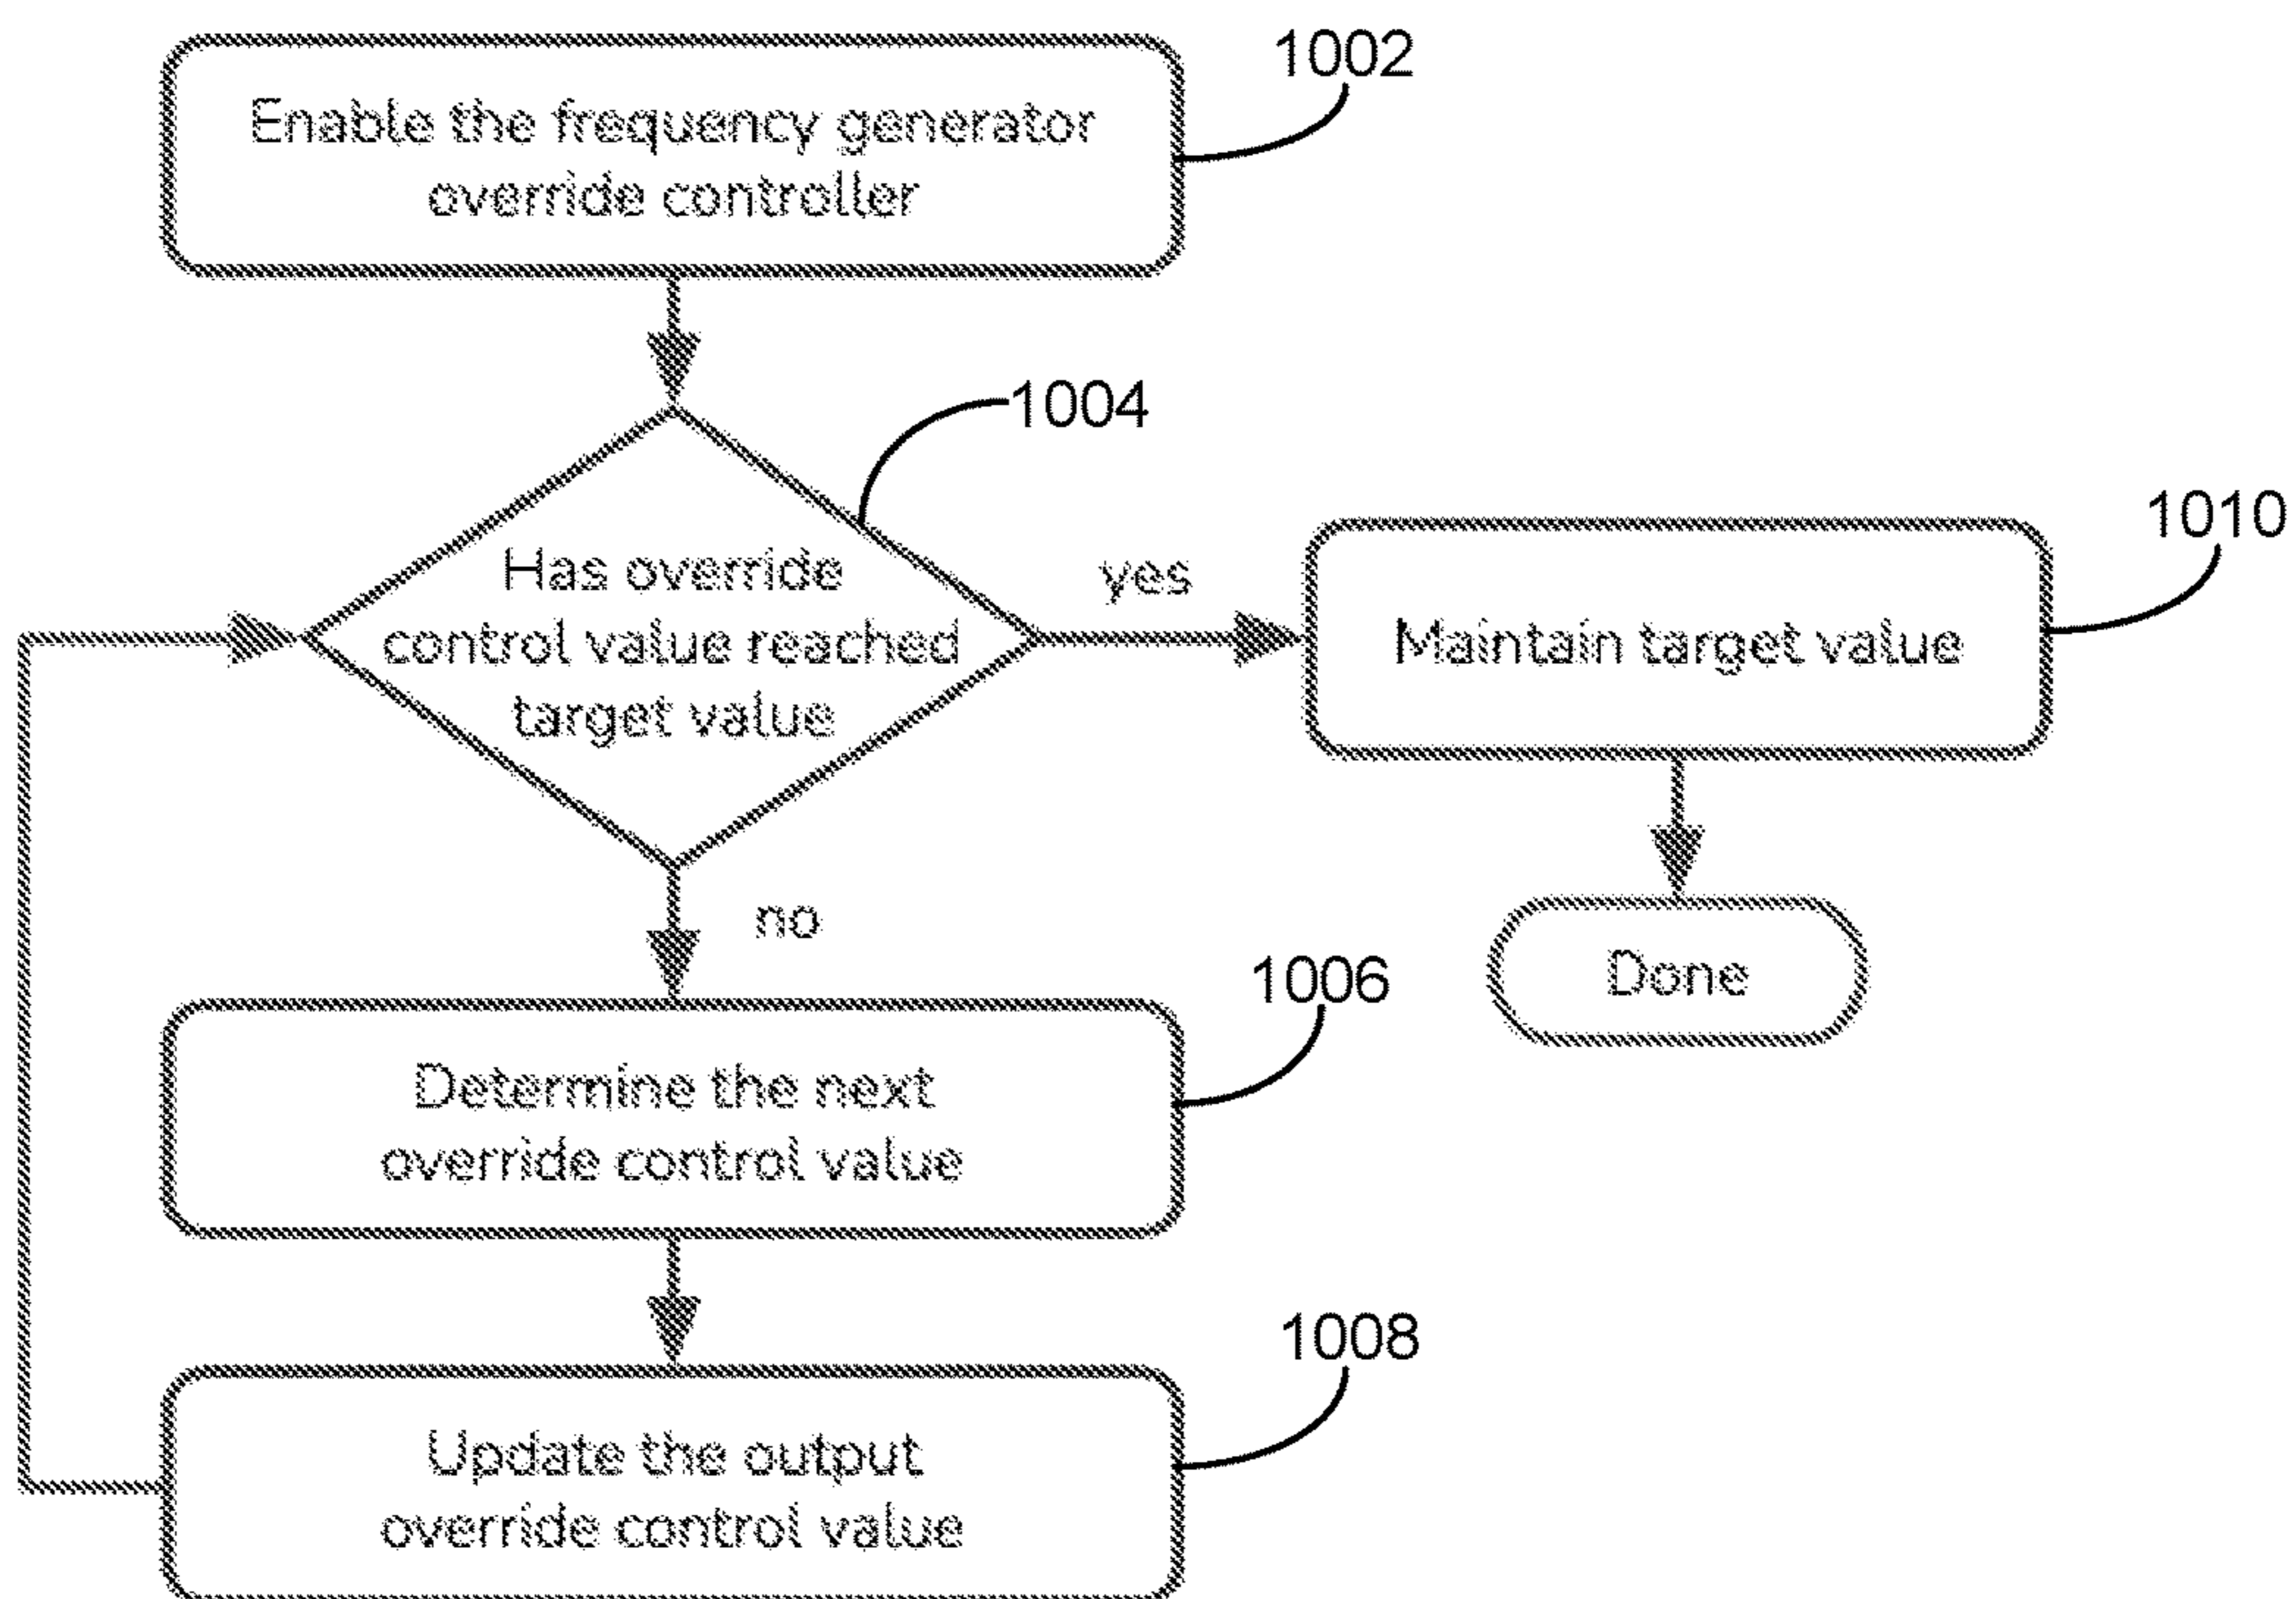 1002
Enable the frequency generator
override controller
1004
Has override
control value reached
target value
yes
1010
Maintain target value
no
Done
1006
Determine the next
override control value
1008
Update the output
override control value